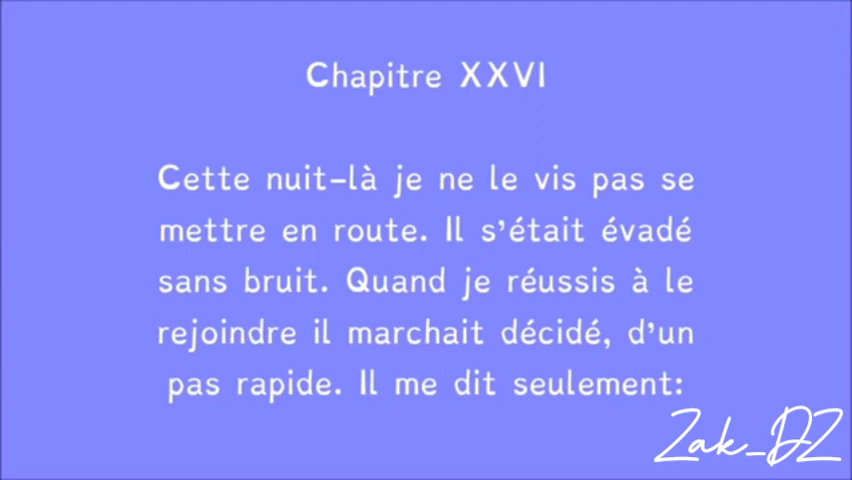 Chapitre XXVI
Cette nuit-là je ne le vis pas se
mettre en route. Il s'était évadé
sans bruit. Quand je réussis à le
rejoindre il marchait décidé, d'un
pas rapide. Il me dit seulement:
Zak_DZ